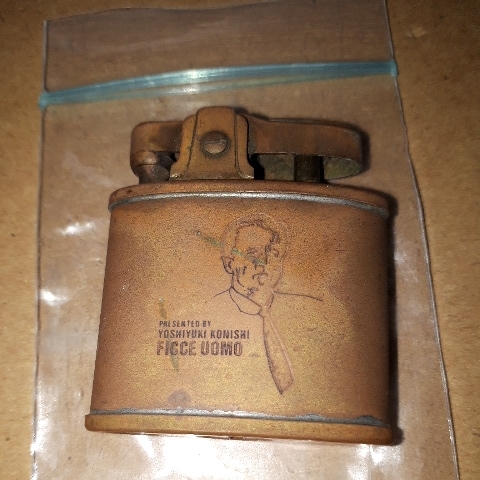 PRESENTED BY
YOSHIYUKI KONISHI
FICCE UOMO